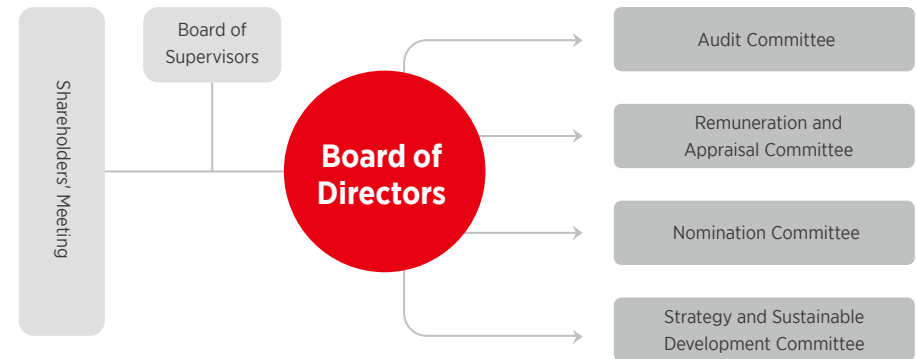 Shareholders' Meeting
Board of
Supervisors
Board of
Directors
Audit Committee
Remuneration and
Appraisal Committee
Nomination Committee
Strategy and Sustainable
Development Committee